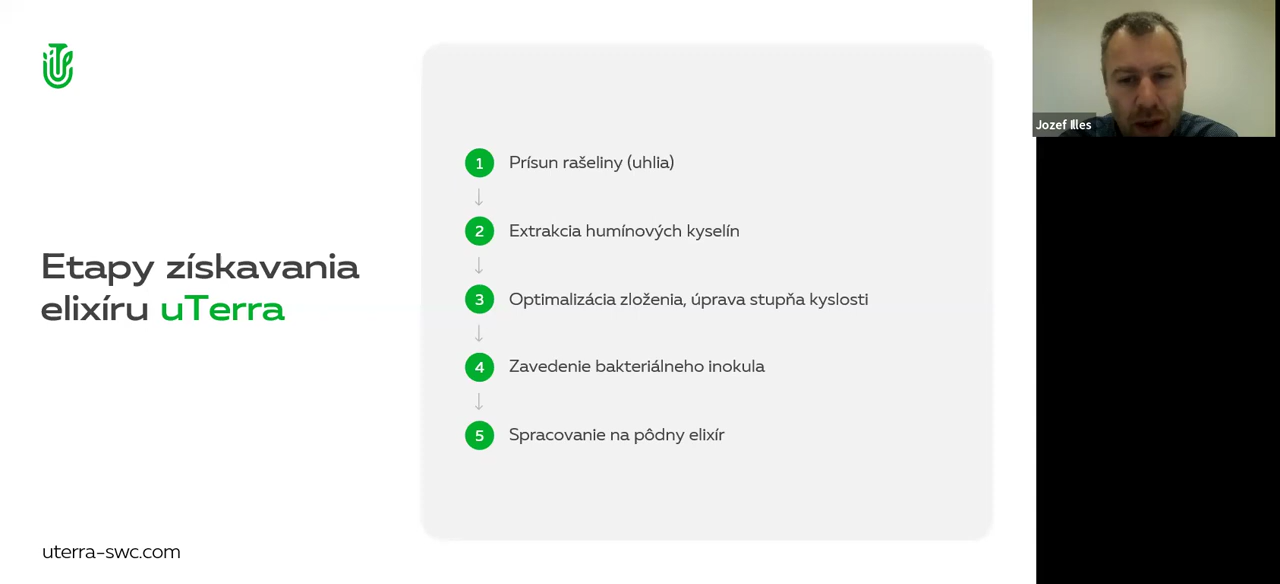 Etapy získavania
elixíru uTerra
1 Prísun rašeliny (uhlia)
2 Extrakcia humínových kyselín
3 Optimalizácia zloženia, úprava stupňa kyslosti
4 Zavedenie bakteriálneho inokula
5 Spracovanie na pôdny elixír
uterra-swc.com
Jozef Illes